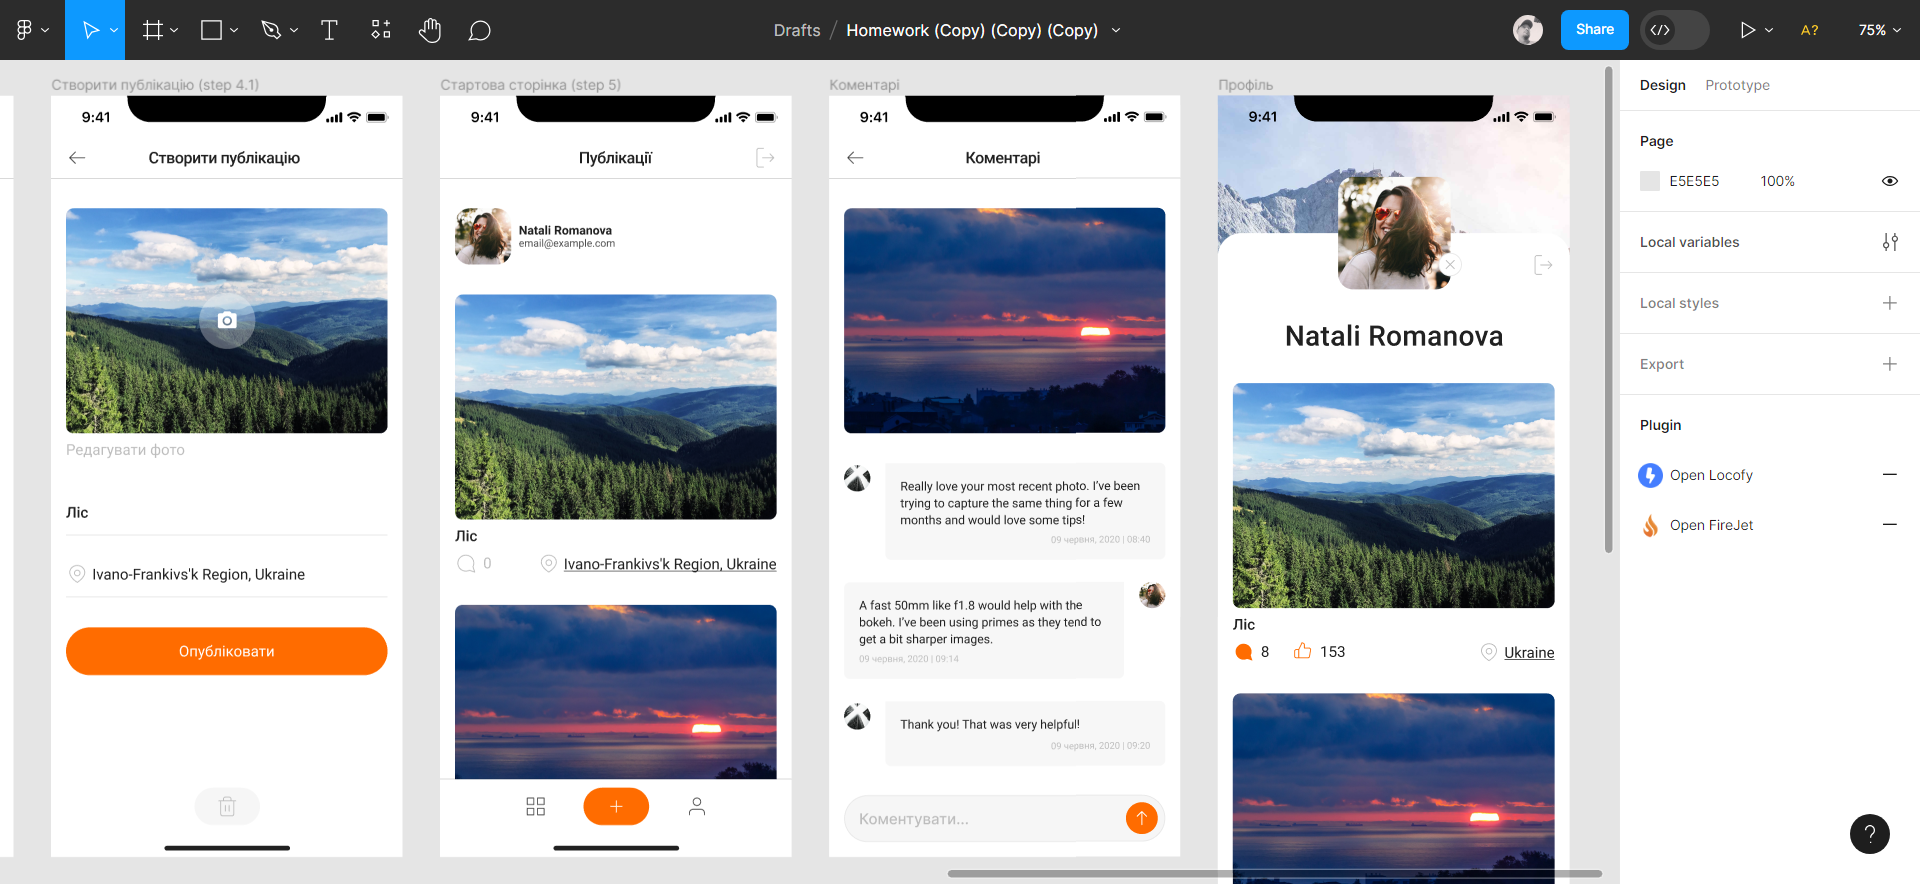 Drafts / Homework (Copy) (Copy) (Copy)
Share
A?
75%
Створити публікацію (step 4.1)
9:41
Створити публікацію
Редагувати фото
Ліс
Ivano-Frankivs'k Region, Ukraine
Опубліковати
Стартова сторінка (step 5)
9:41
Публікації
Natali Romanova
email@example.com
Ліс
0
Ivano-Frankivs'k Region, Ukraine
Коментарі
9:41
Коментарі
Really love your most recent photo. I've been
trying to capture the same thing for a few
months and would love some tips!
09 червня, 2020 | 08:40
A fast 50mm like f1.8 would help with the
bokeh. I've been using primes as they tend to
get a bit sharper images.
09 червня, 2020 | 09:14
Thank you! That was very helpful!
09 червня, 2020 | 09:20
Коментувати...
Профіль
9:41
Natali Romanova
Ліс
8
153
Ukraine
Design
Prototype
Page
E5E5E5
100%
Local variables
Local styles
Export
Plugin
Open Locofy
Open FireJet
?